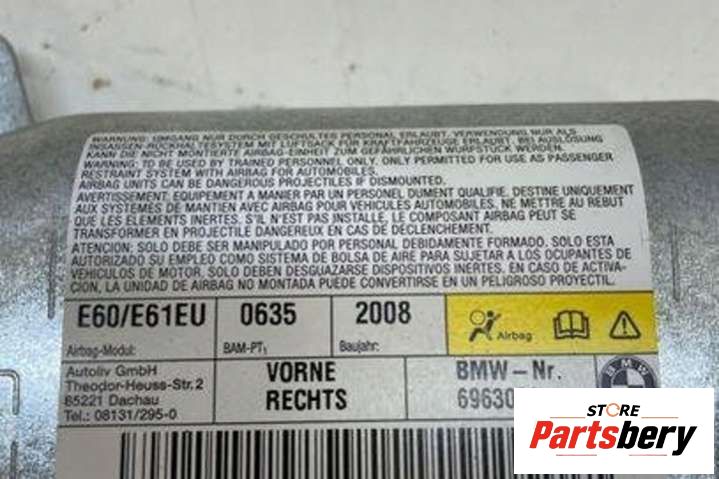 WARNUNG: UMGANG NUR DURCH GESCHULTES PERSONAL ERLAUBT. VERWENDUNG NUR ALS
INSASSEN-RÜCKHALTESYSTEM MIT LUFTSACK FÜR KRAFTFAHRZEUGE ERLAUBT. BEI AUSLÖSUNG
KANN DIE NICHT MONTIERTE AIRBAG-EINHEIT ZUM GEFÄHRLICHEN WURFSTÜCK WERDEN.
WARNING: TO BE USED BY TRAINED PERSONNEL ONLY. ONLY PERMITTED FOR USE AS PASSENGER
RESTRAINT SYSTEM WITH AIRBAG FOR AUTOMOBILES.
AIRBAG UNITS CAN BE DANGEROUS PROJECTILES IF DISMOUNTED.
AVERTISSEMENT: EQUIPEMENT A MANIER PAR UN PERSONNEL DUMENT QUALIFIE. DESTINE UNIQUEMENT
AUX SYSTEMES DE MANTIEN AVEC AIRBAG POUR VEHICULES AUTOMOBILES. NE METTRE AU REBUT
QUE LES ELEMENTS INERTES. S'IL N'EST PAS INSTALLE, LE COMPOSANT AIRBAG PEUT SE
TRANSFORMER EN PROJECTILE DANGEREUX EN CAS DE DECLENCHEMENT.
ATENCION: SOLO DEBE SER MANIPULADO POR PERSONAL DEBIDAMENTE FORMADO. SOLO ESTA
AUTORIZADO SU EMPLEO COMO SISTEMA DE BOLSA DE AIRE PARA SUJETAR A LOS OCUPANTES DE
VEHICULOS DE MOTOR. SOLO DEBEN DESGUAZARSE DISPOSITIVOS INERTES. EN CASO DE ACTIVACION,
LA UNIDAD DE AIRBAG NO MONTADA PUEDE CONVERTIRSE EN UN PELIGROSO PROYECTIL.
E60/E61EU 0635 2008 Airbag
Airbag-Modul: BAM-PT1 Baujahr:
Autoliv GmbH
Theodor-Heuss-Str.2
85221 Dachau
Tel.: 08131/295-0
VORNE
RECHTS
BMW-Nr.
6963
BMW
STORE
Partsbery